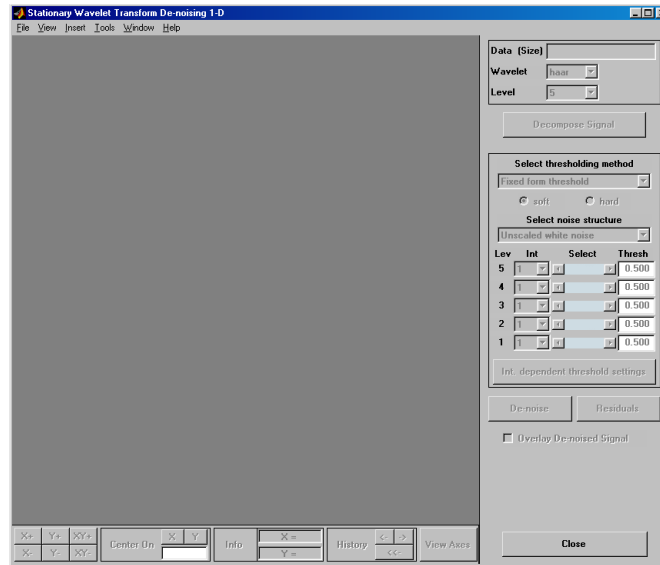 Stationary Wavelet Transform De-noising 1-D
File View Insert Tools Window Help
Data (Size)
Wavelet haar
Level 5
Decompose Signal
Select thresholding method
Fixed form threshold
soft hard
Select noise structure
Unscaled white noise
Lev Int Select Thresh
5 1 0.500
4 1 0.500
3 1 0.500
2 1 0.500
1 1 0.500
Int. dependent threshold settings
De-noise Residuals
Overlay De-noised Signal
X+ Y+ XY+ Center On X Y Info X = History <- -> View Axes
X- Y- XY- Y = <<-
Close